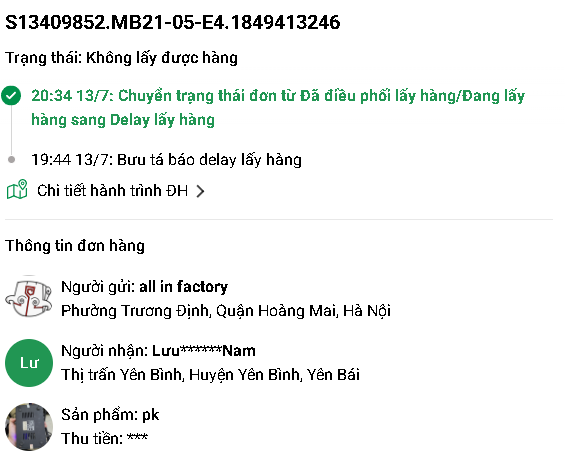 S13409852.MB21-05-E4.1849413246
Trạng thái: Không lấy được hàng
20:34 13/7: Chuyển trạng thái đơn từ Đã điều phối lấy hàng/Đang lấy
hàng sang Delay lấy hàng
19:44 13/7: Bưu tá báo delay lấy hàng
Chi tiết hành trình ĐH
Thông tin đơn hàng
Người gửi: all in factory
Phường Trương Định, Quận Hoàng Mai, Hà Nội
Lư
Người nhận: Lưu******Nam
Thị trấn Yên Bình, Huyện Yên Bình, Yên Bái
Sản phẩm: pk
Thu tiền: ***